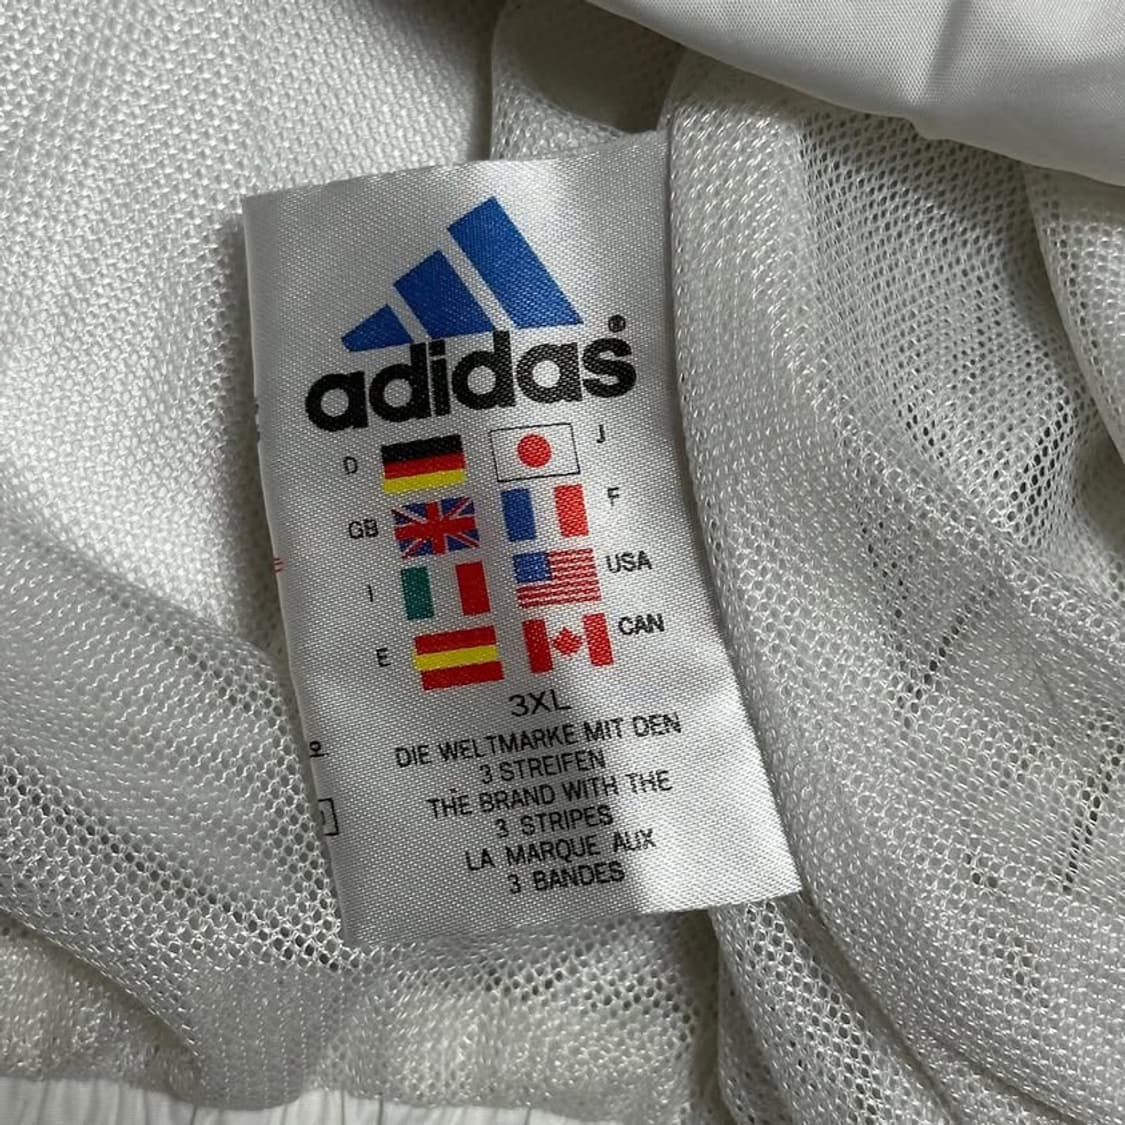 adidas®
D J
GB F
I USA
E CAN
3XL
DIE WELTMARKE MIT DEN
3 STREIFEN
THE BRAND WITH THE
3 STRIPES
LA MARQUE AUX
3 BANDES